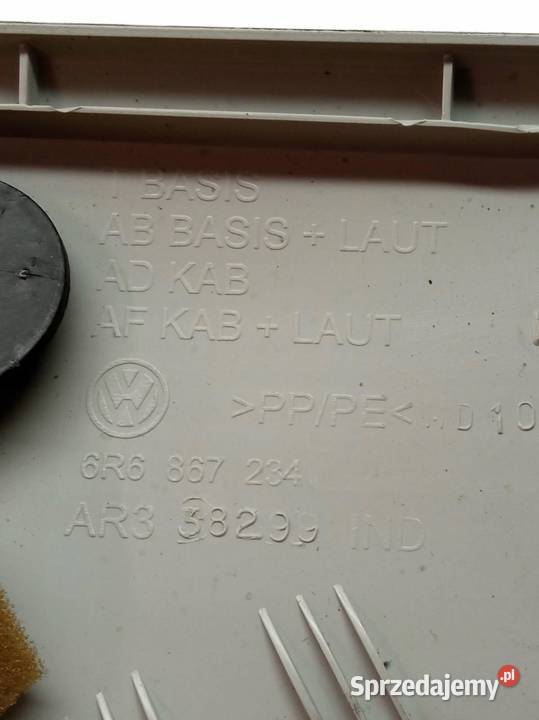 T BASIS
AB BASIS + LAUT
AD KAB
AF KAB + LAUT
>PP/PE<
6R6 867 234
AR3 38299 IND
Sprzedajemy.pl